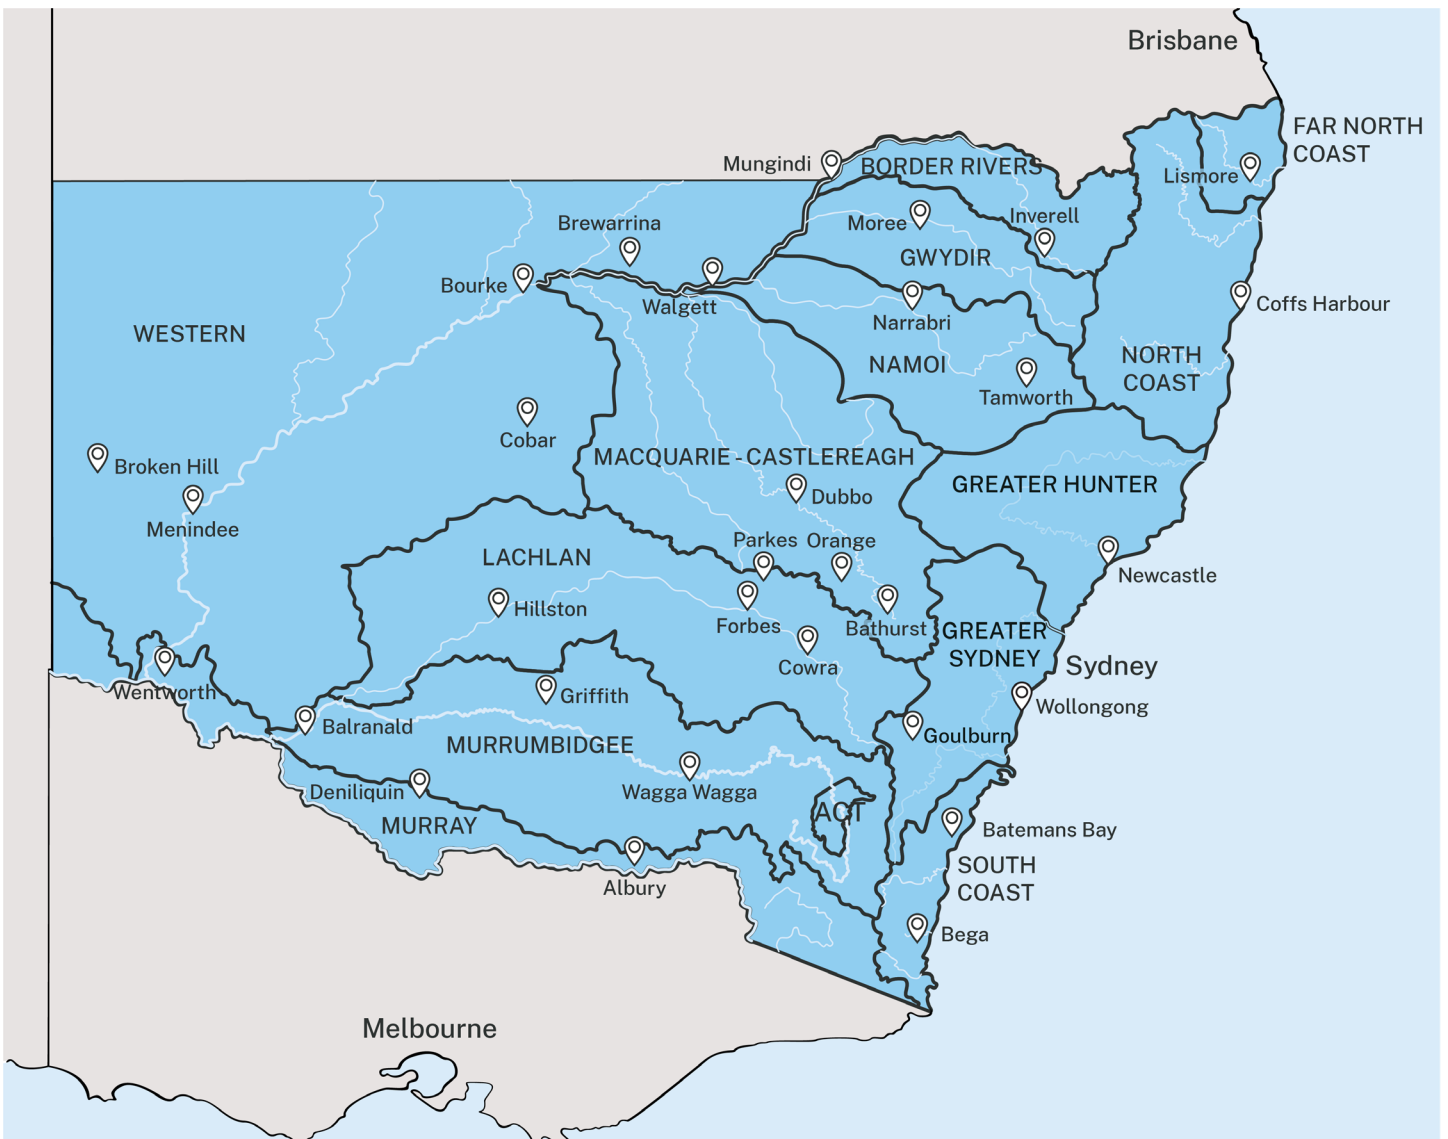 Brisbane
FAR NORTH
COAST
Mungindi
BORDER RIVERS
Lismore
Brewarrina
Moree
Inverell
GWYDIR
Bourke
Walgett
Coffs Harbour
Narrabri
WESTERN
NAMOI
NORTH
COAST
Tamworth
Cobar
MACQUARIE - CASTLEREAGH
Broken Hill
GREATER HUNTER
Dubbo
Menindee
Parkes
Orange
LACHLAN
Newcastle
Hillston
Forbes
Bathurst
GREATER
SYDNEY
Cowra
Sydney
Wentworth
Griffith
Wollongong
Balranald
Goulburn
MURRUMBIDGEE
Deniliquin
Wagga Wagga
ACT
MURRAY
Batemans Bay
SOUTH
COAST
Albury
Bega
Melbourne